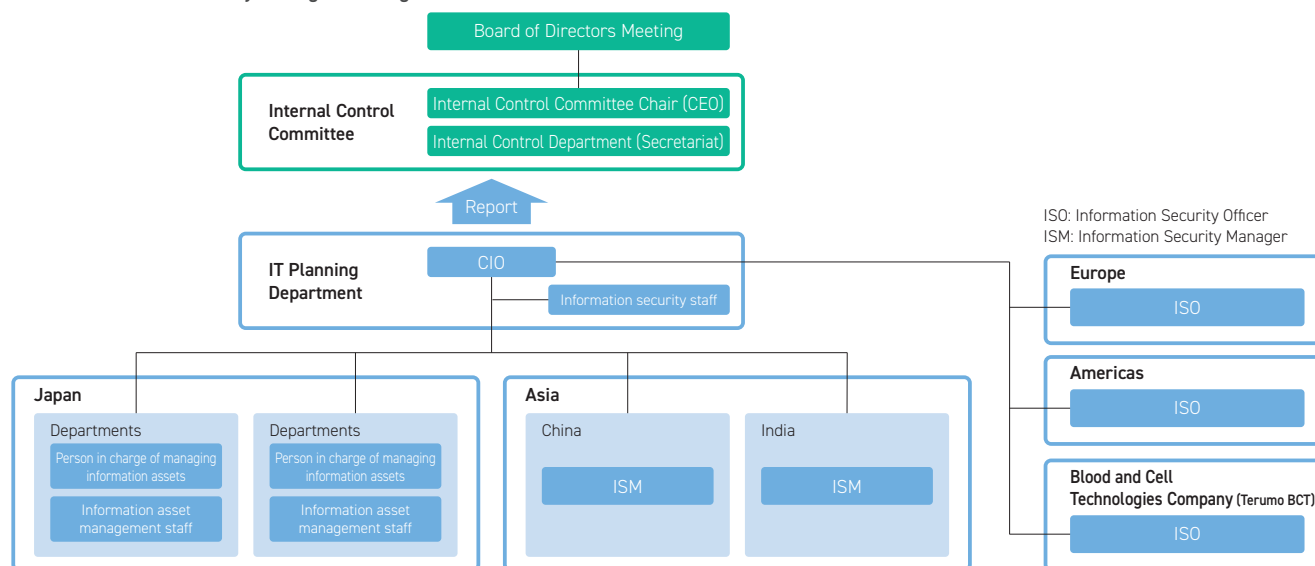 Board of Directors Meeting
Internal Control
Committee
Internal Control Committee Chair (CEO)
Internal Control Department (Secretariat)
Report
ISO: Information Security Officer
ISM: Information Security Manager
IT Planning
Department
CIO
Information security staff
Europe
ISO
Americas
ISO
Blood and Cell
Technologies Company (Terumo BCT)
ISO
Japan
Departments
Person in charge of managing
information assets
Information asset
management staff
Departments
Person in charge of managing
information assets
Information asset
management staff
Asia
China
ISM
India
ISM